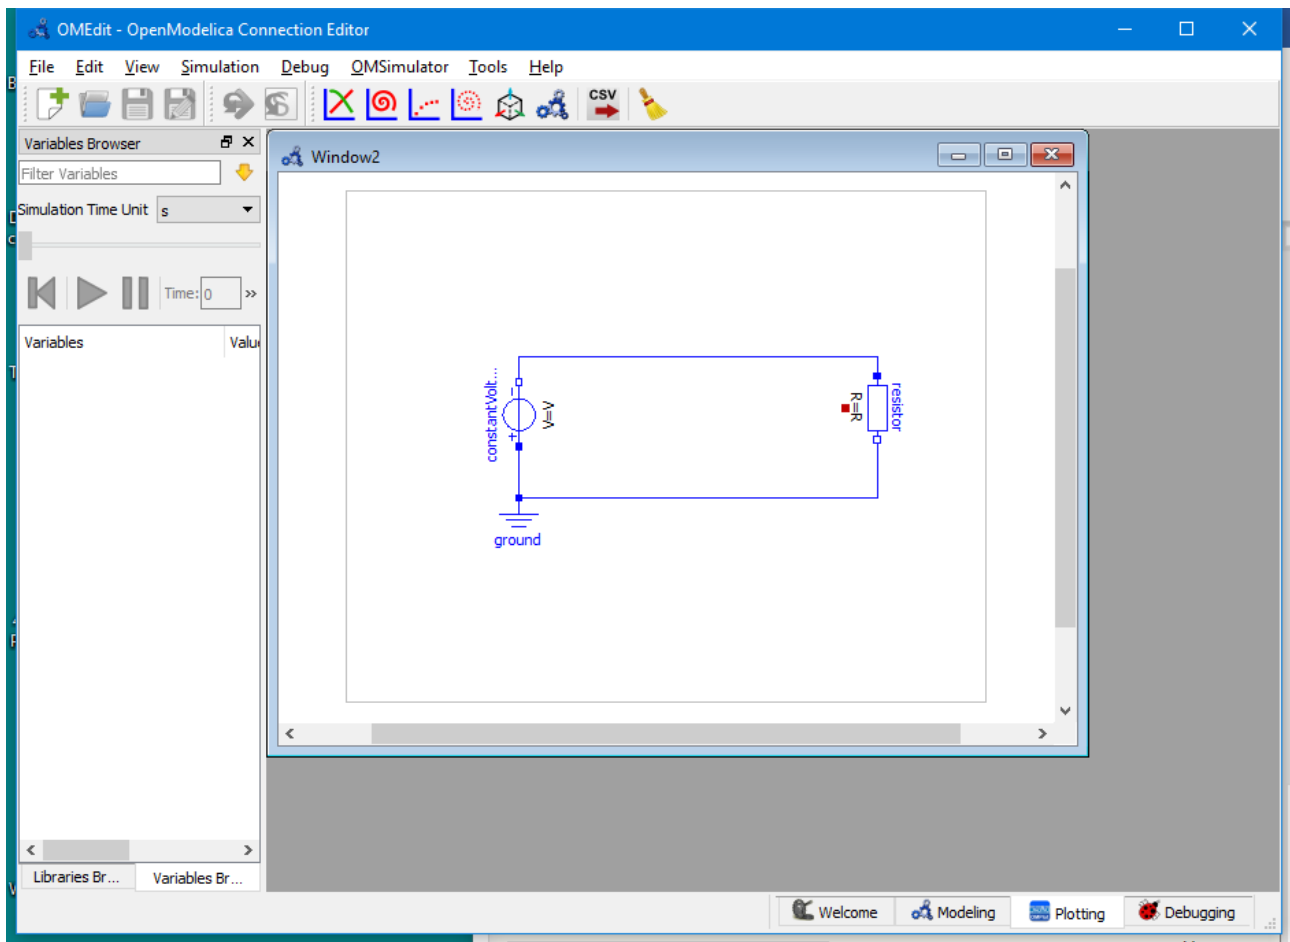 OMEdit - OpenModelica Connection Editor
File Edit View Simulation Debug OMSimulator Tools Help
CSV
Variables Browser
Window2
Filter Variables
Simulation Time Unit s
Time: 0 »
Variables Valu
constantVolt...
V=V
- +
R=R
resistor
ground
Libraries Br... Variables Br...
Welcome Modeling Plotting Debugging